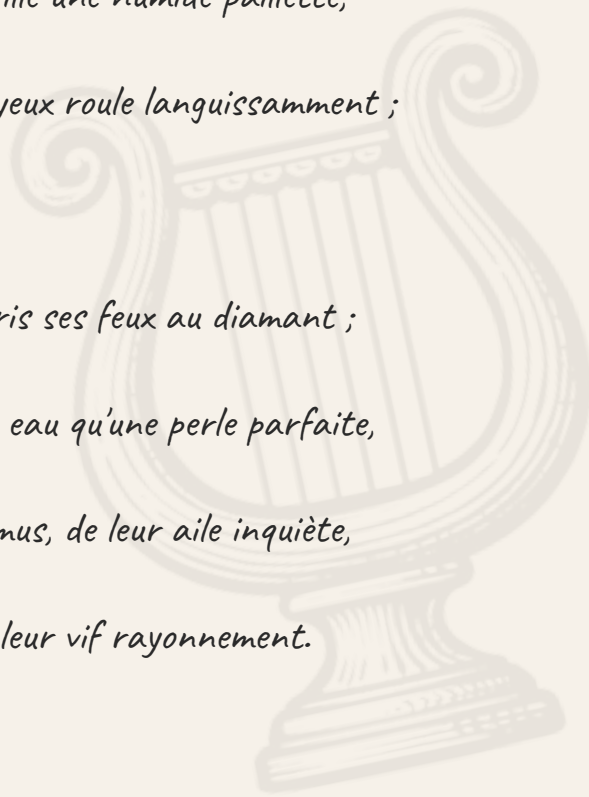 une humide paillette,
yeux roule languissamment ;
ses feux au diamant ;
eau qu'une perle parfaite,
de leur aile inquiète,
leur vif rayonnement.